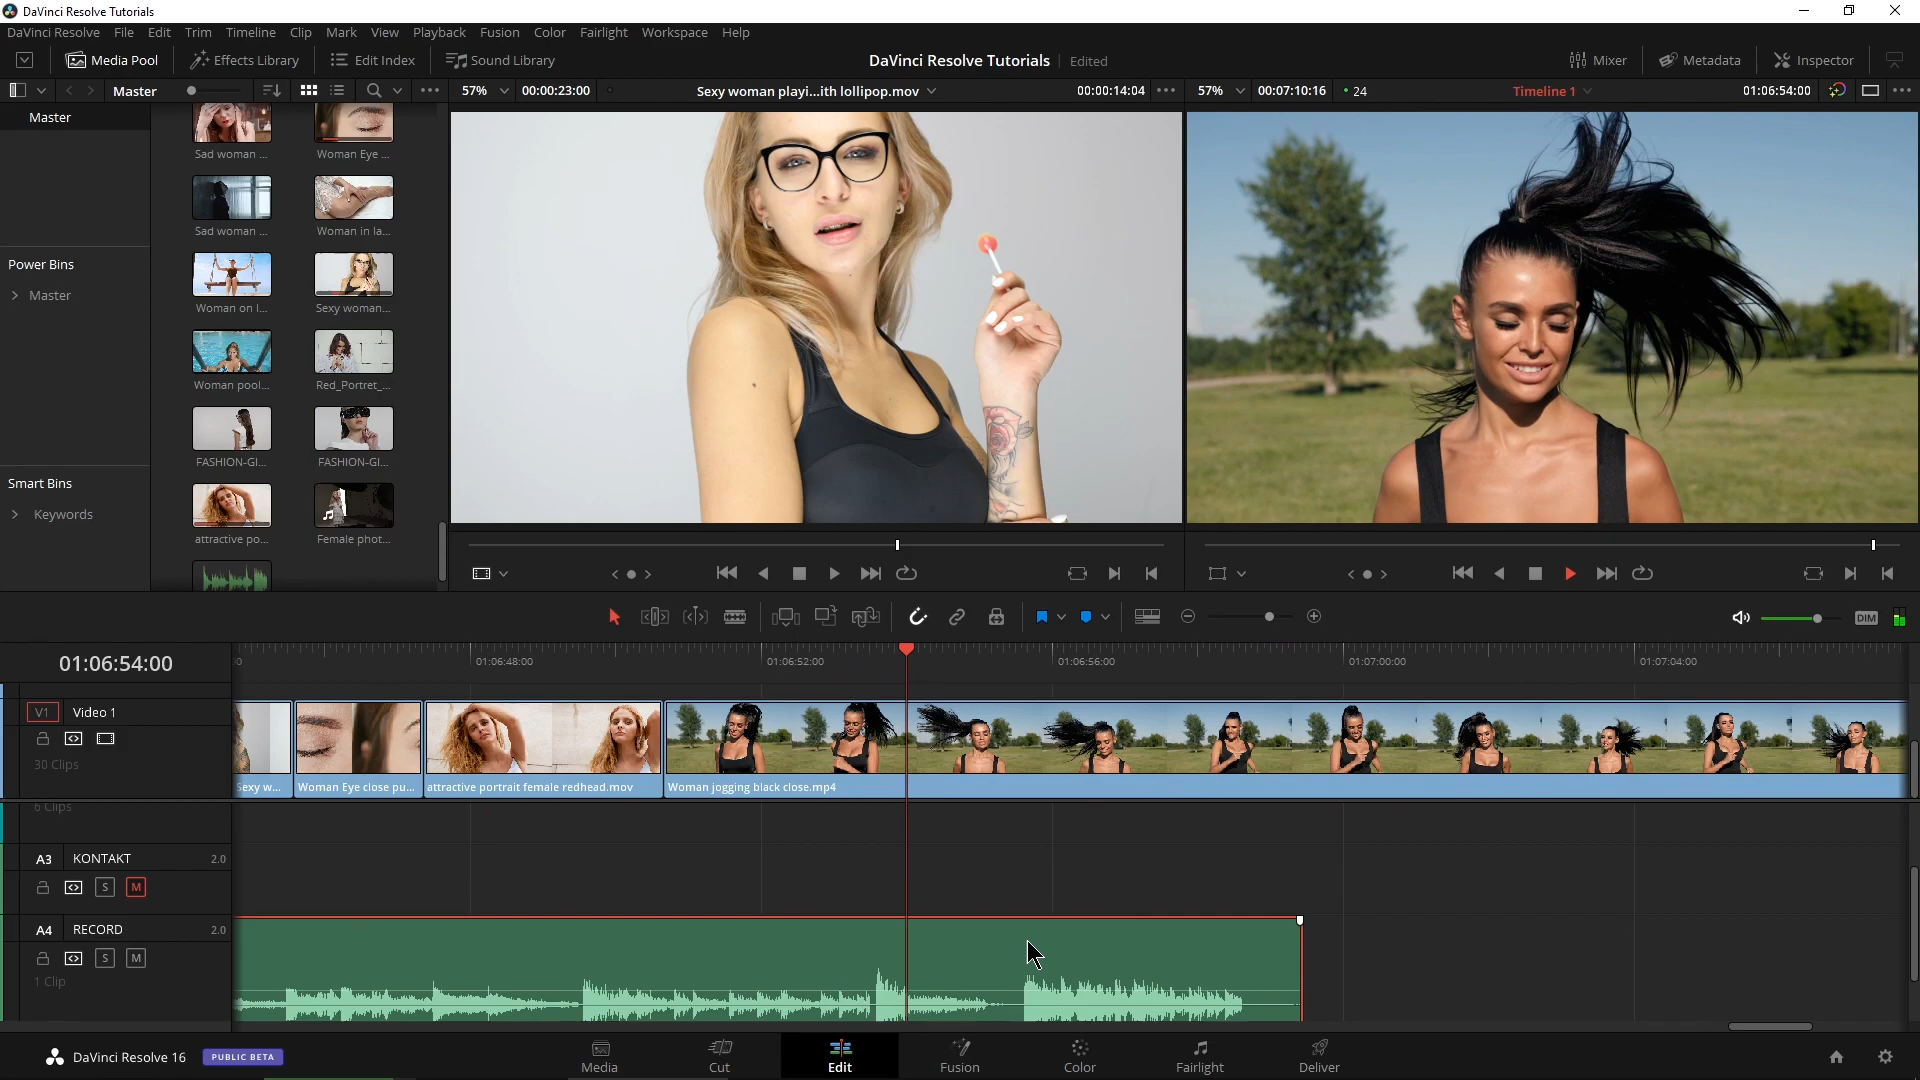 DaVinci Resolve Tutorials
DaVinci Resolve File Edit Trim Timeline Clip Mark View Playback Fusion Color Fairlight Workspace Help
Media Pool Effects Library Edit Index Sound Library DaVinci Resolve Tutorials Edited Mixer Metadata Inspector
Master 57% 00:00:23:00 Sexy woman playi...ith lollipop.mov 00:00:14:04 57% 00:07:10:16 24 Timeline 1 01:06:54:00
Master
Sad woman ... Woman Eye ...
Sad woman ... Woman in la...
Power Bins
Master
Woman on l... Sexy woman...
Woman pool... Red_Portret_...
FASHION-Gl... FASHION-Gl...
Smart Bins
Keywords
attractive po... Female phot...
DIM
01:06:54:00
01:06:48:00 01:06:52:00 01:06:56:00 01:07:00:00 01:07:04:00
V1 Video 1
30 Clips
Sexy w... Woman Eye close pu... attractive portrait female redhead.mov Woman jogging black close.mp4
6 Clips
A3 KONTAKT 2.0
S M
A4 RECORD 2.0
S M
1 Clip
DaVinci Resolve 16 PUBLIC BETA
Media Cut Edit Fusion Color Fairlight Deliver